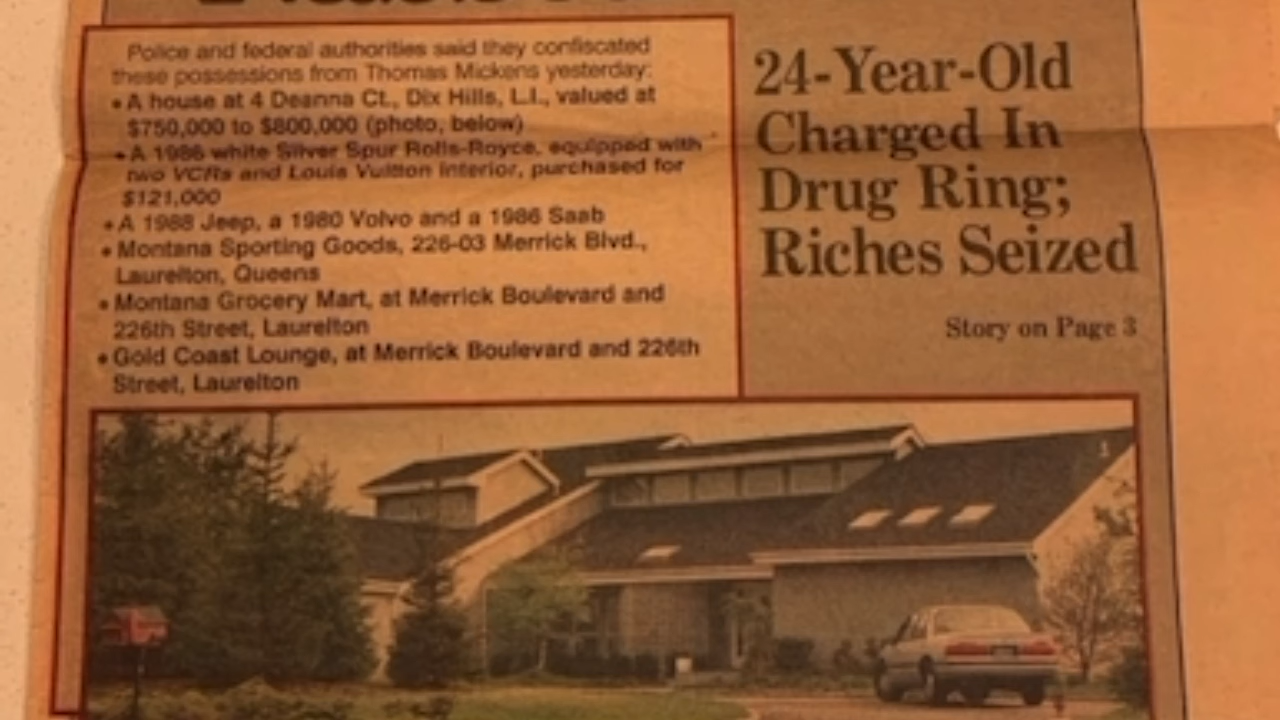 Police and federal authorities said they confiscated
these possessions from Thomas Mickens yesterday:
• A house at 4 Deanna Ct., Dix Hills, L.I., valued at
$750,000 to $800,000 (photo, below)
• A 1986 white Silver Spur Rolls-Royce, equipped with
two VCRs and Louis Vuitton interior, purchased for
$121,000
• A 1988 Jeep, a 1980 Volvo and a 1986 Saab
• Montana Sporting Goods, 226-03 Merrick Blvd.,
Laurelton, Queens
• Montana Grocery Mart, at Merrick Boulevard and
226th Street, Laurelton
• Gold Coast Lounge, at Merrick Boulevard and 226th
Street, Laurelton
24-Year-Old
Charged In
Drug Ring;
Riches Seized
Story on Page 3